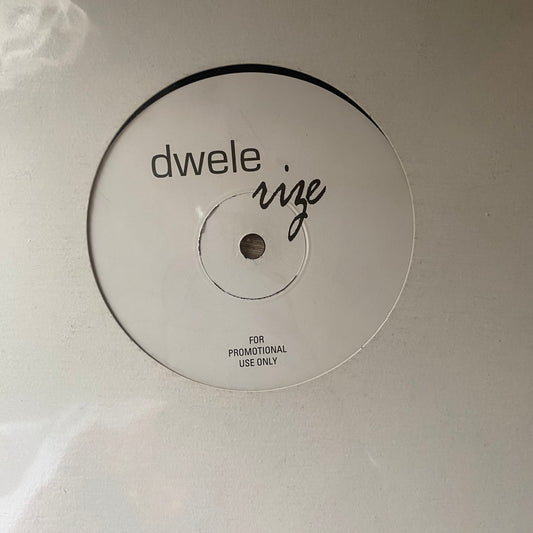 dwele
rize
FOR
PROMOTIONAL
USE ONLY